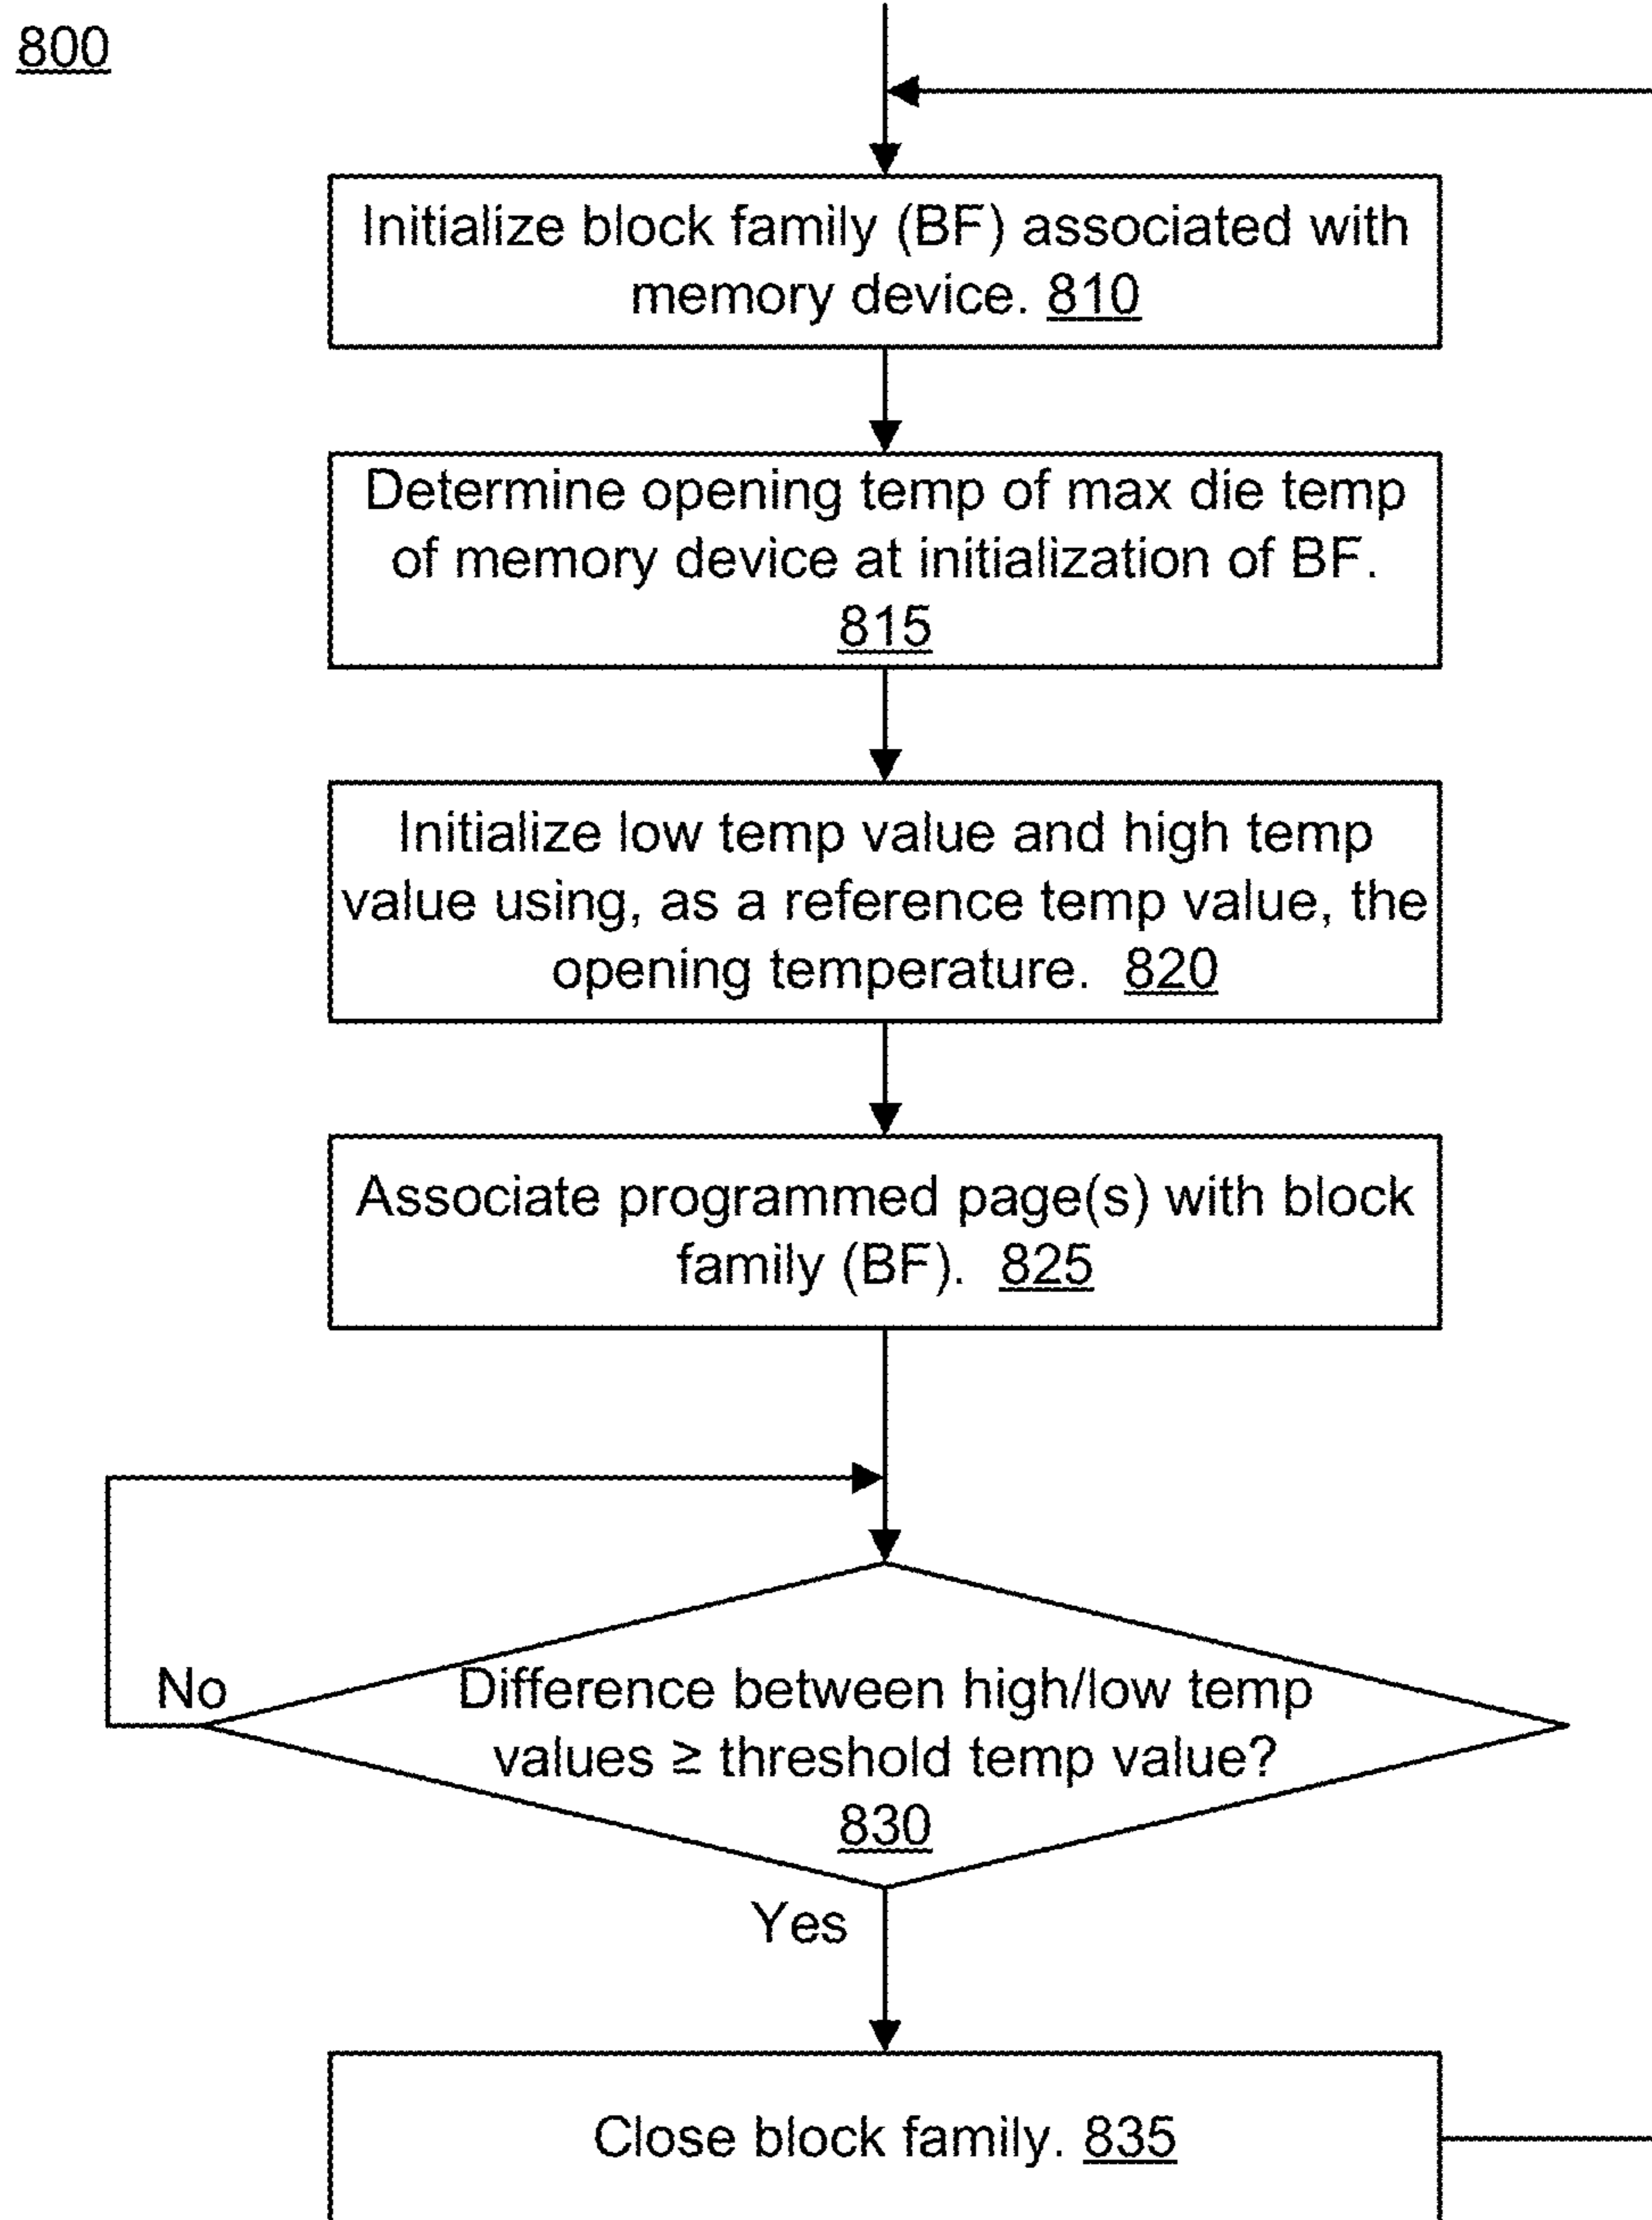 800
Initialize block family (BF) associated with
memory device. 810
Determine opening temp of max die temp
of memory device at initialization of BF.
815
Initialize low temp value and high temp
value using, as a reference temp value, the
opening temperature. 820
Associate programmed page(s) with block
family (BF). 825
No
Difference between high/low temp
values ≥ threshold temp value?
830
Yes
Close block family. 835